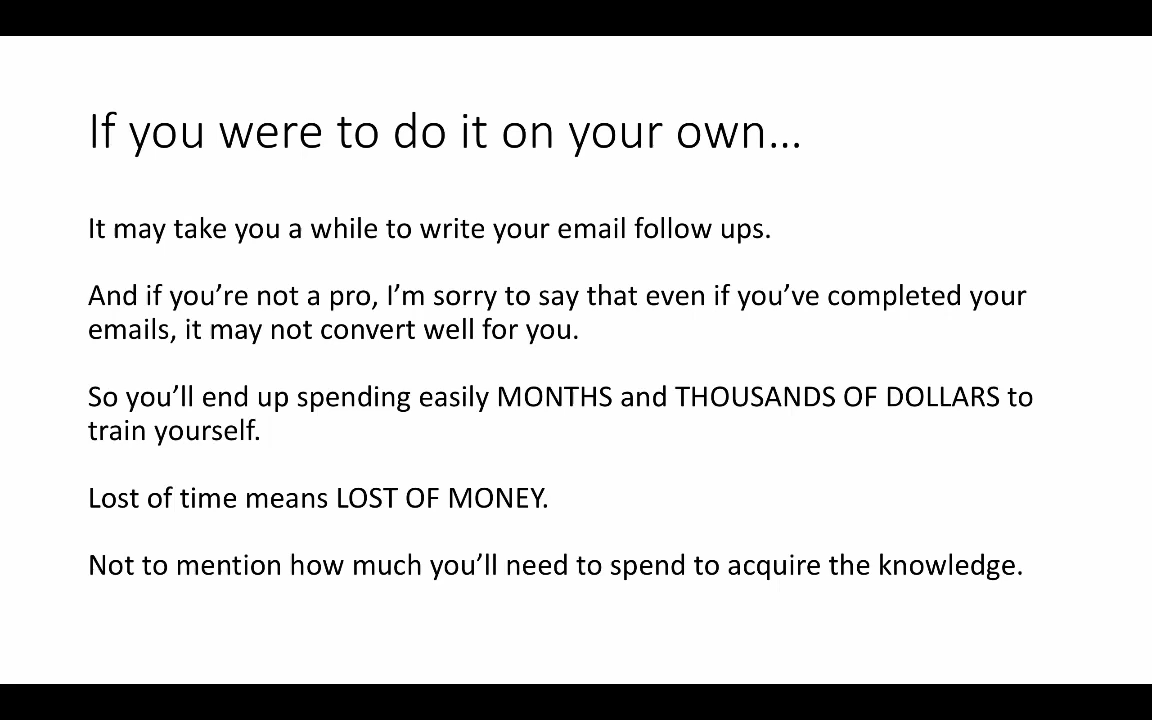 If you were to do it on your own...
It may take you a while to write your email follow ups.
And if you’re not a pro, I’m sorry to say that even if you’ve completed your
emails, it may not convert well for you.
So you’ll end up spending easily MONTHS and THOUSANDS OF DOLLARS to
train yourself.
Lost of time means LOST OF MONEY.
Not to mention how much you’ll need to spend to acquire the knowledge.